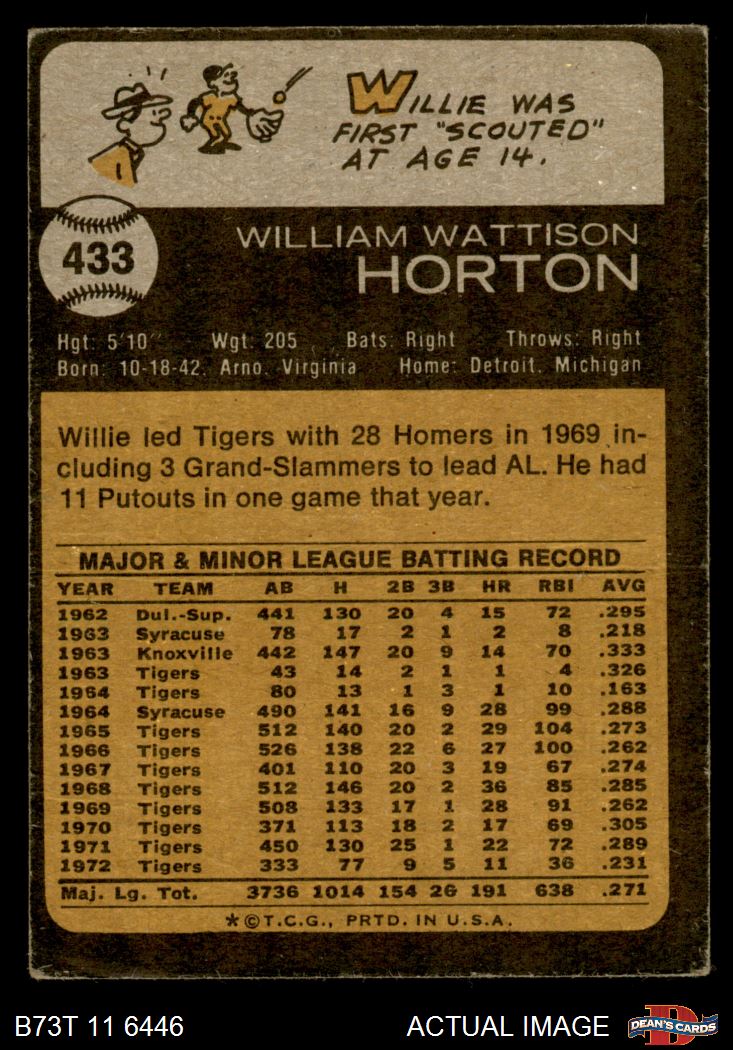 WILLIE WAS
FIRST "SCOUTED"
AT AGE 14.
433
WILLIAM WATTISON
HORTON
Hgt: 5'10" Wgt: 205 Bats: Right Throws: Right
Born: 10-18-42, Arno, Virginia Home: Detroit, Michigan
Willie led Tigers with 28 Homers in 1969 in-
cluding 3 Grand-Slammers to lead AL. He had
11 Putouts in one game that year.
MAJOR & MINOR LEAGUE BATTING RECORD
YEAR TEAM AB H 2B 3B HR RBI AVG
1962 Dul.-Sup. 441 130 20 4 15 72 .295
1963 Syracuse 78 17 2 1 2 8 .218
1963 Knoxville 442 147 20 9 14 70 .333
1963 Tigers 43 14 2 1 1 4 .326
1964 Tigers 80 13 1 3 1 10 .163
1964 Syracuse 490 141 16 9 28 99 .288
1965 Tigers 512 140 20 2 29 104 .273
1966 Tigers 526 138 22 6 27 100 .262
1967 Tigers 401 110 20 3 19 67 .274
1968 Tigers 512 146 20 2 36 85 .285
1969 Tigers 508 133 17 1 28 91 .262
1970 Tigers 371 113 18 2 17 69 .305
1971 Tigers 450 130 25 1 22 72 .289
1972 Tigers 333 77 9 5 11 36 .231
Maj. Lg. Tot. 3736 1014 154 26 191 638 .271
*©T.C.G., PRTD. IN U.S.A.
B73T 11 6446 ACTUAL IMAGE D DEAN'S CARDS